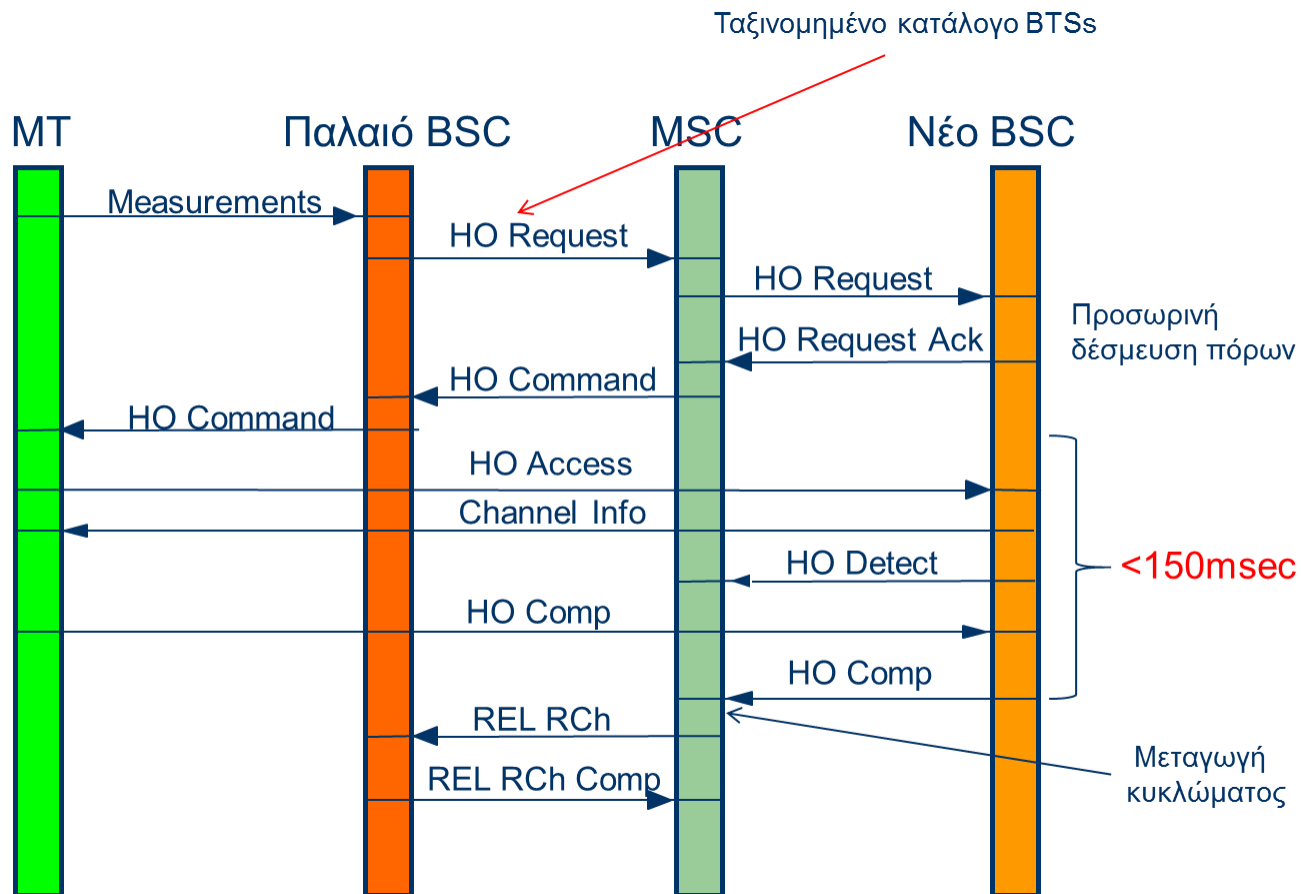 Ταξινομημένο κατάλογο BTSs
MT
Παλαιό BSC
MSC
Νέο BSC
Measurements
HO Request
HO Request
Προσωρινή
δέσμευση πόρων
HO Request Ack
HO Command
HO Command
HO Access
Channel Info
<150msec
HO Detect
HO Comp
HO Comp
REL RCh
Μεταγωγή
κυκλώματος
REL RCh Comp